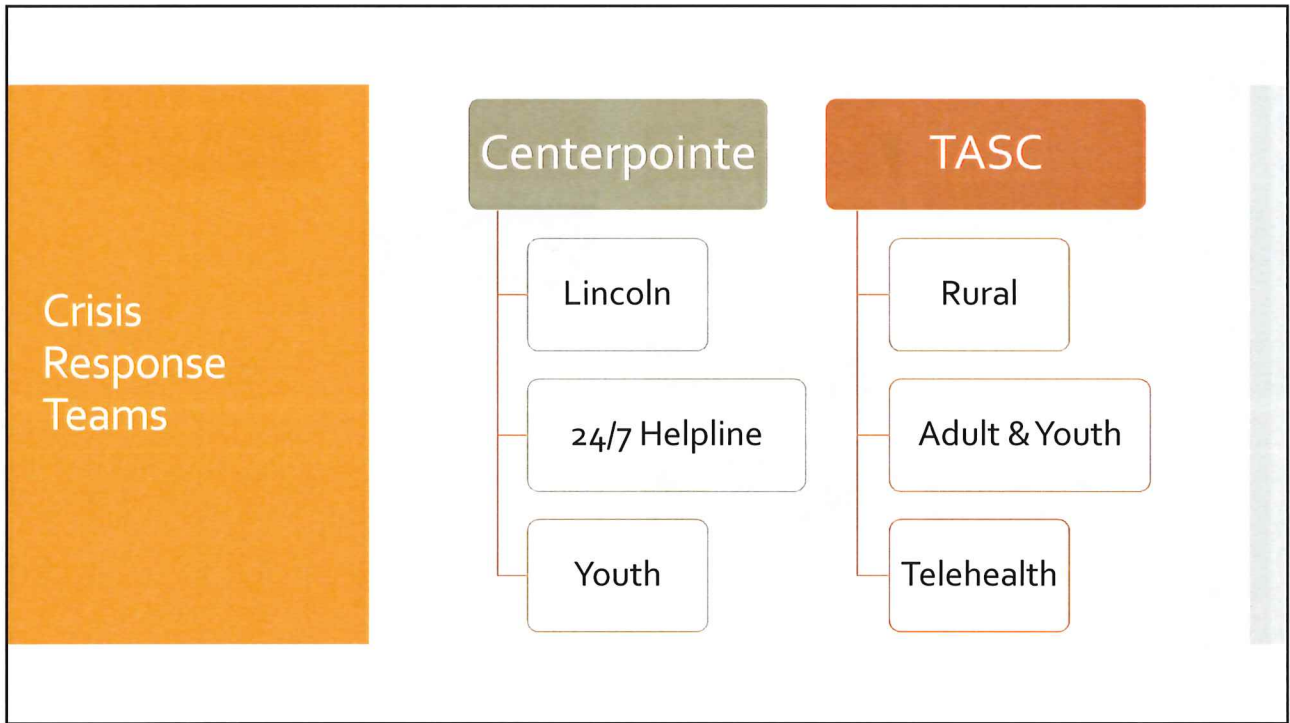 Crisis
Response
Teams
Centerpointe
Lincoln
24/7 Helpline
Youth
TASC
Rural
Adult & Youth
Telehealth